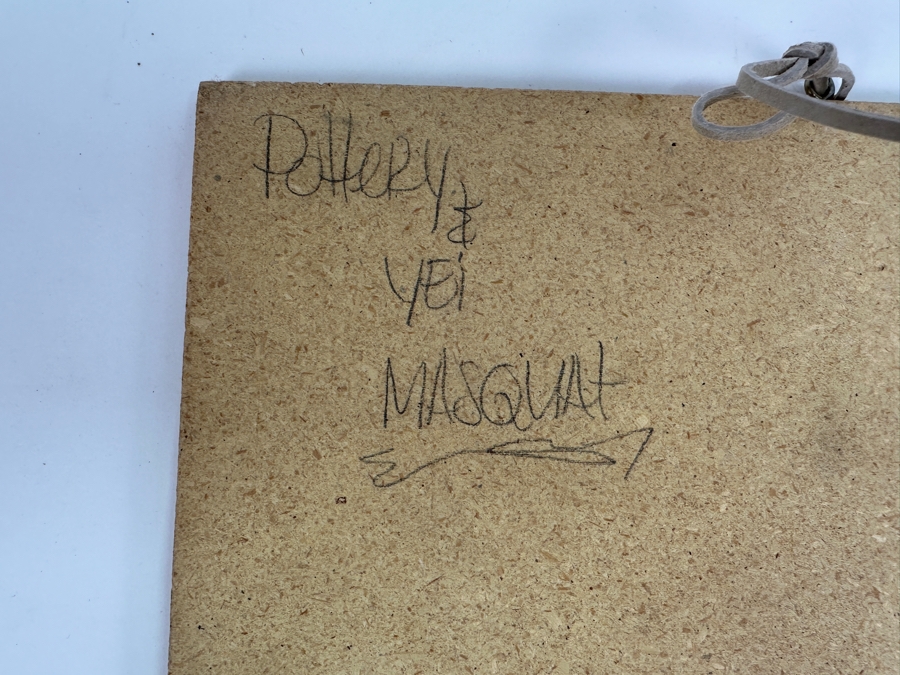 Pottery
&
YEi
MASQUAt